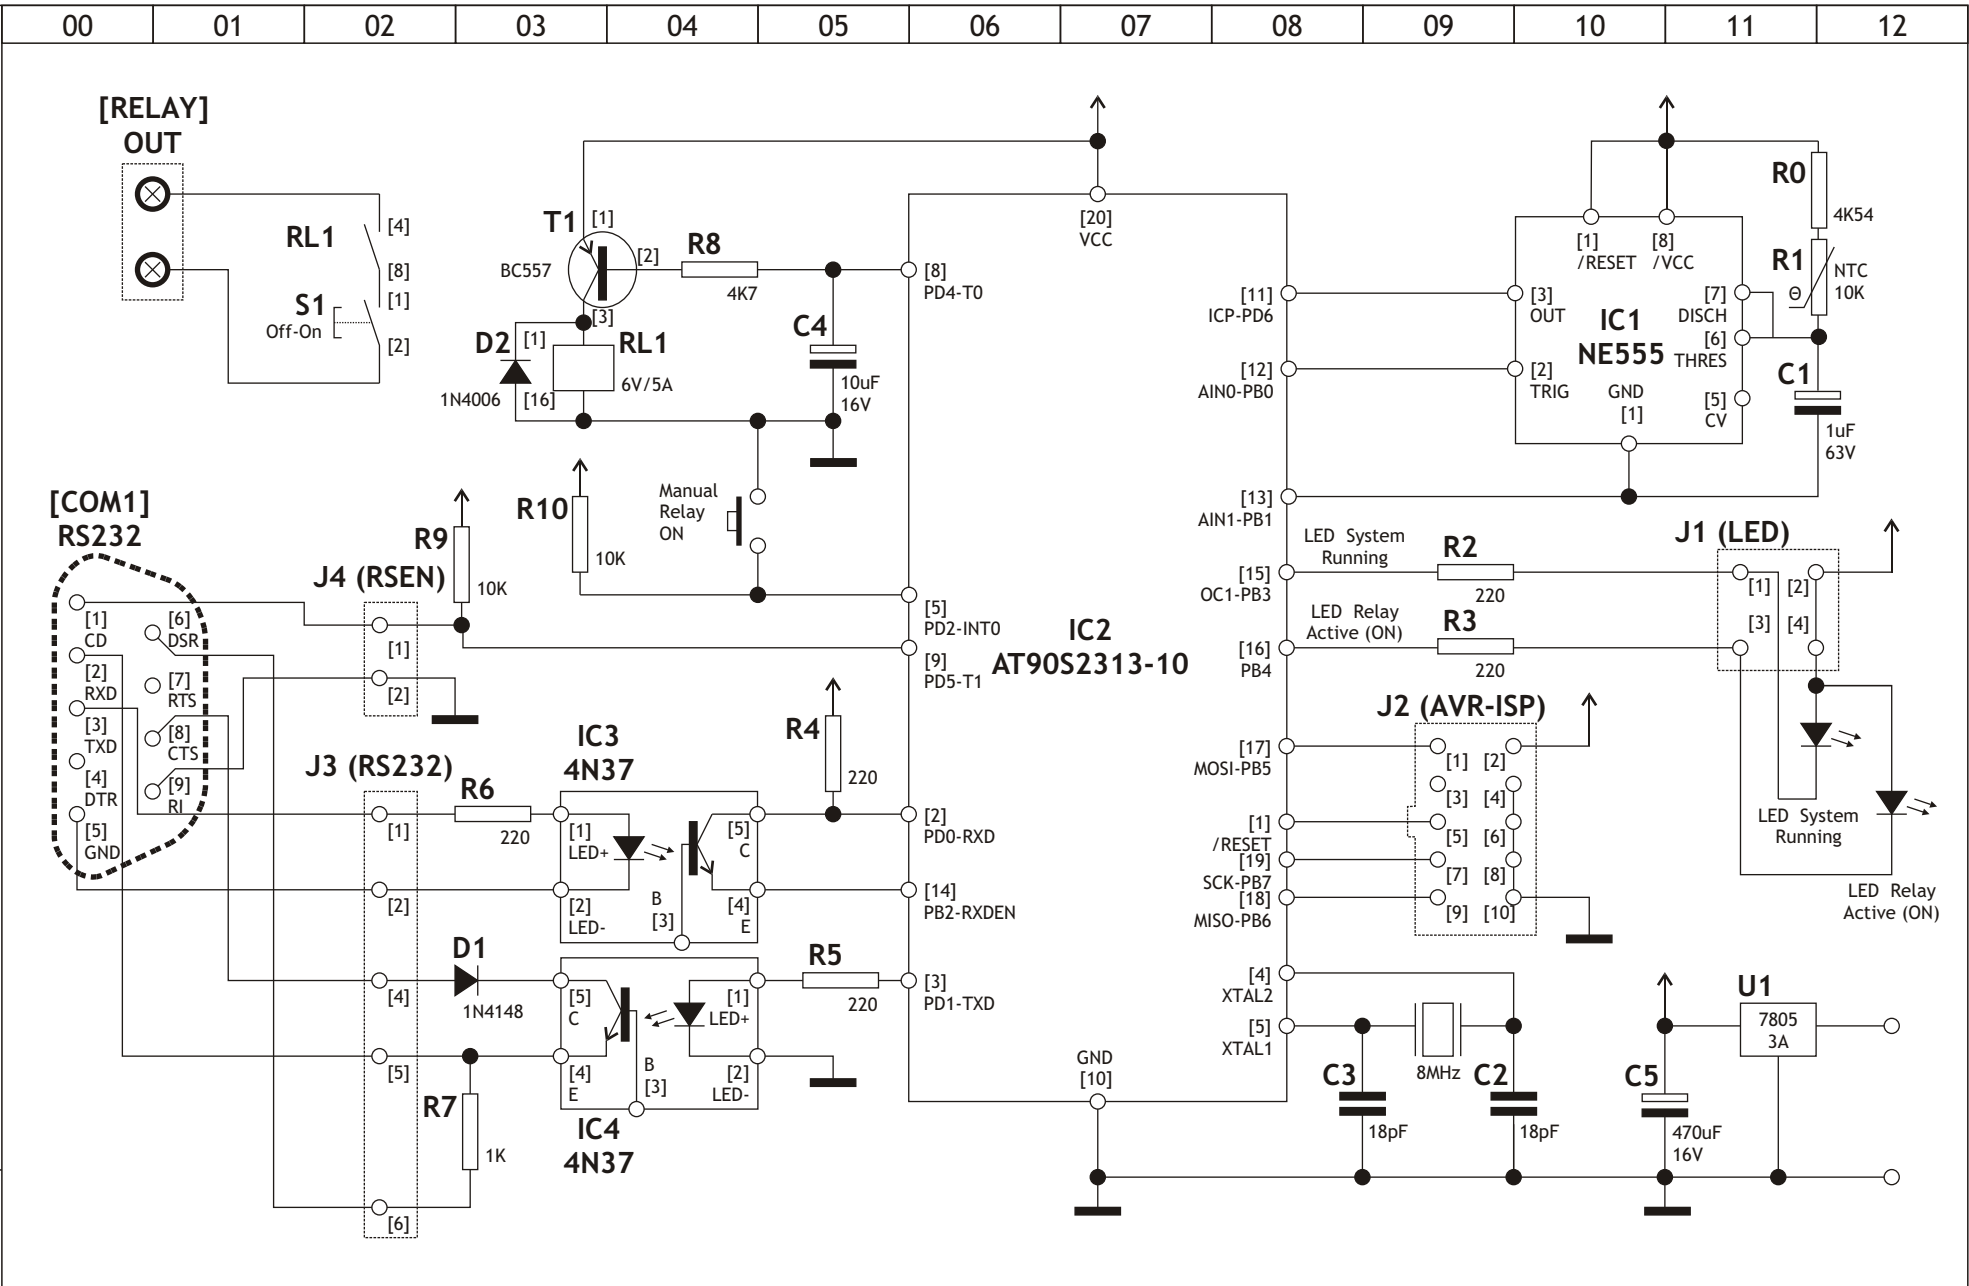 00 01 02 03 04 05 06 07 08 09 10 11 12
[RELAY]
OUT
RL1
[4]
[8]
S1
Off-On
[1]
[2]
T1
[1]
BC557
[2]
[3]
R8
4K7
D2
[1]
1N4006
[16]
RL1
6V/5A
C4
10uF
16V
[8]
PD4-T0
[20]
VCC
[11]
ICP-PD6
[12]
AIN0-PB0
[13]
AIN1-PB1
[3]
OUT
[2]
TRIG
[1]
/RESET
[8]
/VCC
IC1
NE555
GND
[1]
[7]
DISCH
[6]
THRES
[5]
CV
R0
4K54
R1
NTC
10K
Θ
C1
1uF
63V
[COM1]
RS232
[1]
CD
[2]
RXD
[3]
TXD
[4]
DTR
[5]
GND
[6]
DSR
[7]
RTS
[8]
CTS
[9]
RI
J4 (RSEN)
[1]
[2]
R9
10K
R10
10K
Manual
Relay
ON
[5]
PD2-INT0
[9]
PD5-T1
IC2
AT90S2313-10
[15]
OC1-PB3
[16]
PB4
LED System
Running
R2
220
LED Relay
Active (ON)
R3
220
J1 (LED)
[1] [2]
[3] [4]
LED System
Running
LED Relay
Active (ON)
J3 (RS232)
[1]
[2]
[4]
[5]
[6]
R6
220
IC3
4N37
[1]
LED+
[2]
LED-
B
[3]
[5]
C
[4]
E
R4
220
[2]
PD0-RXD
[14]
PB2-RXDEN
[3]
PD1-TXD
R5
220
D1
1N4148
[5]
C
[4]
E
B
[3]
[1]
LED+
[2]
LED-
IC4
4N37
R7
1K
GND
[10]
J2 (AVR-ISP)
[1] [2]
[3] [4]
[5] [6]
[7] [8]
[9] [10]
[17]
MOSI-PB5
[1]
/RESET
[19]
SCK-PB7
[18]
MISO-PB6
[4]
XTAL2
[5]
XTAL1
C3
18pF
8MHz
C2
18pF
C5
470uF
16V
U1
7805
3A